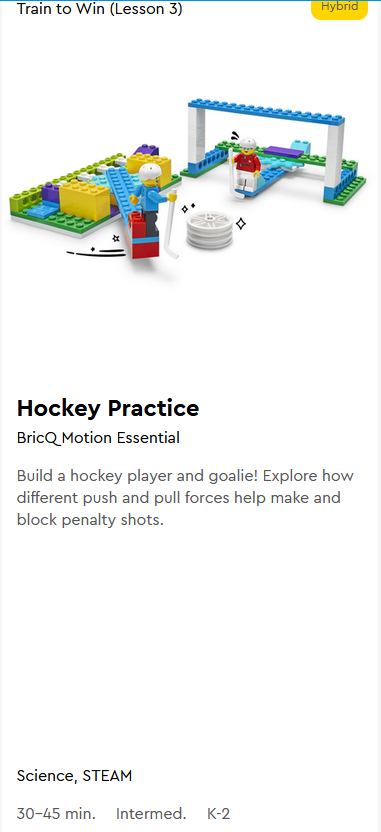 Train to Win (Lesson 3)
Hybrid
Hockey Practice
BricQ Motion Essential
Build a hockey player and goalie! Explore how
different push and pull forces help make and
block penalty shots.
Science, STEAM
30-45 min. Intermed. K-2